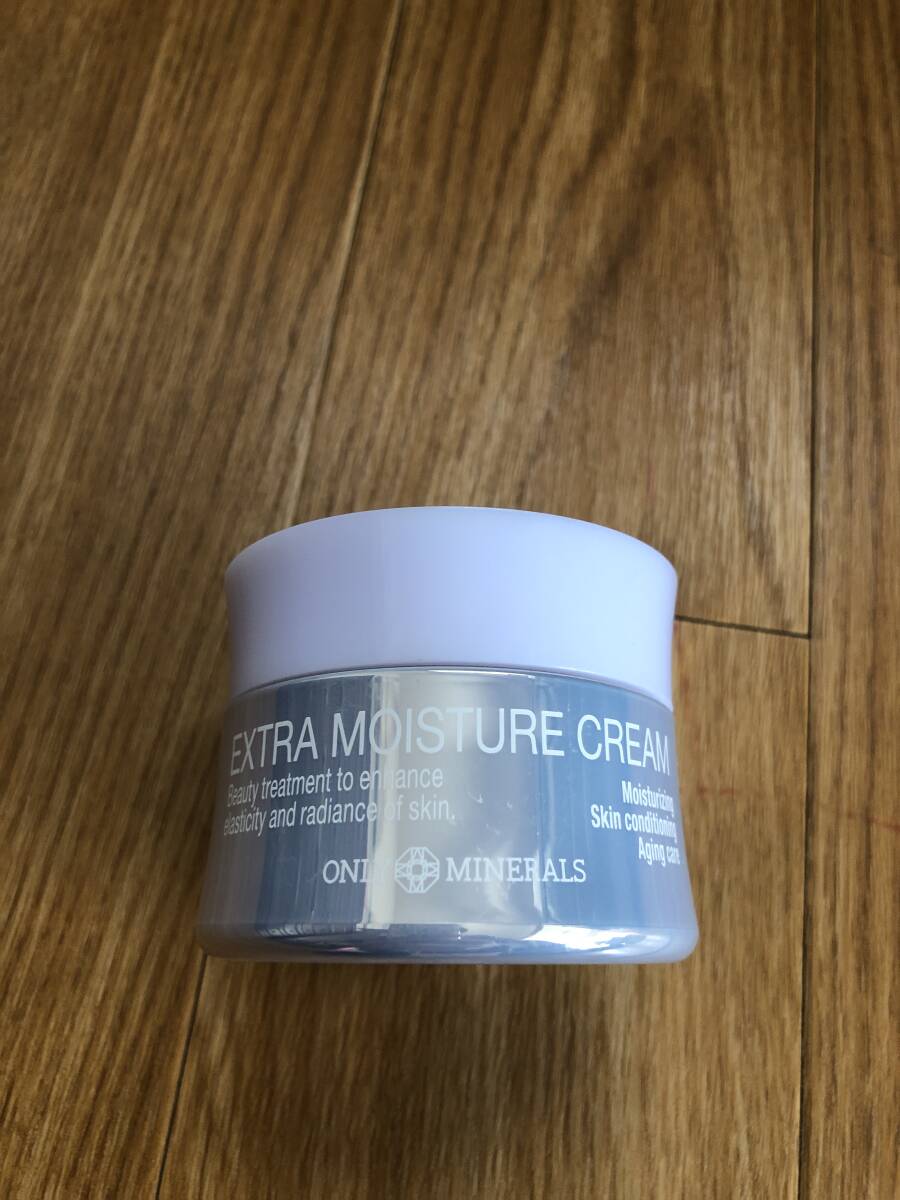 EXTRA MOISTURE CREAM
Beauty treatment to enhance
elasticity and radiance of skin.
Moisturizing
Skin conditioning
Aging care
ONLY MINERALS